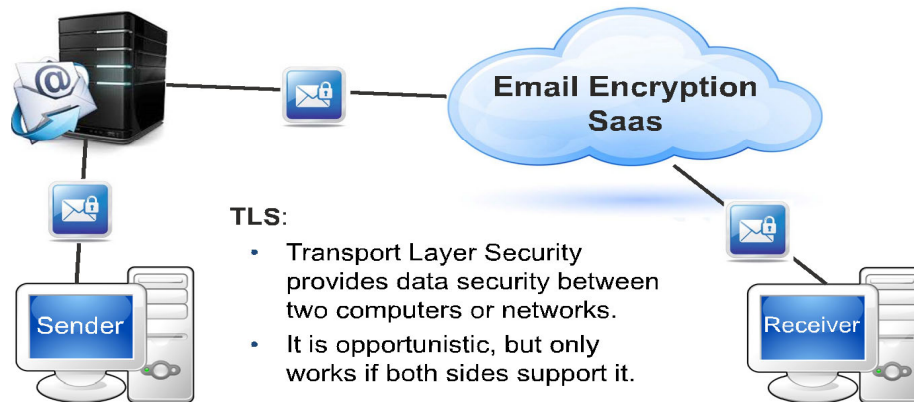 @
Email Encryption
Saas
TLS:
• Transport Layer Security
provides data security between
two computers or networks.
• It is opportunistic, but only
works if both sides support it.
Sender
Receiver